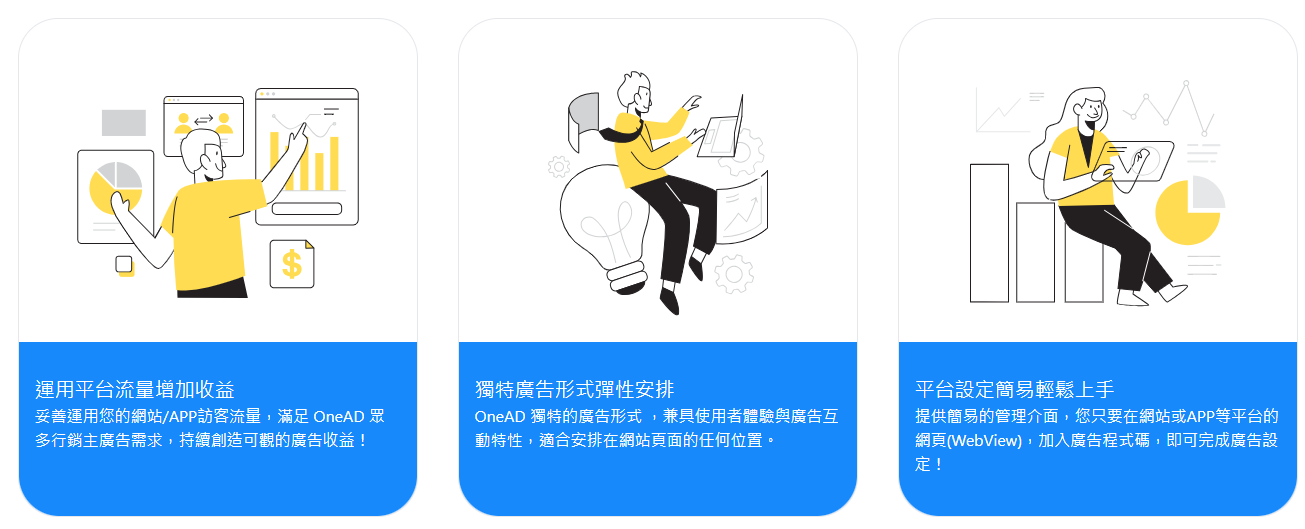 運用平台流量增加收益
妥善運用您的網站/APP訪客流量，滿足 OneAD 眾
多行銷主廣告需求，持續創造可觀的廣告收益！
獨特廣告形式彈性安排
OneAD 獨特的廣告形式 ，兼具使用者體驗與廣告互
動特性，適合安排在網站頁面的任何位置。
平台設定簡易輕鬆上手
提供簡易的管理介面，您只要在網站或APP等平台的
網頁(WebView)，加入廣告程式碼，即可完成廣告設
定！
$